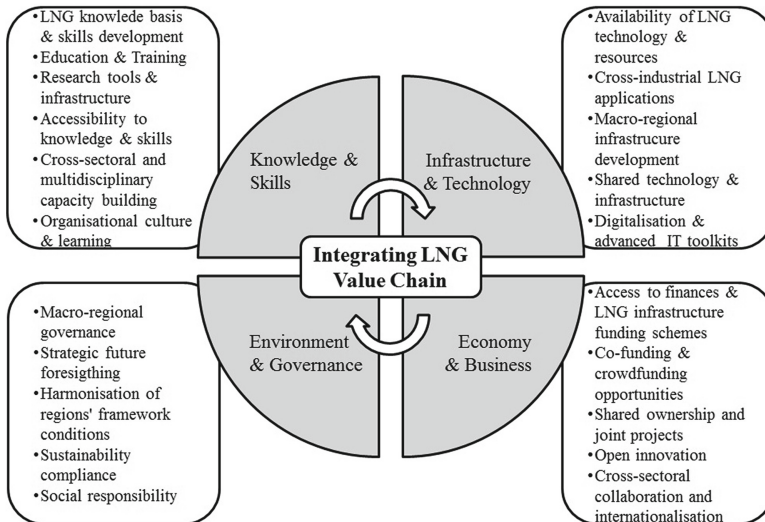 •LNG knowlede basis
& skills development
•Education & Training
•Research tools &
infrastructure
•Accessibility to
knowledge & skills
•Cross-sectoral and
multidisciplinary
capacity building
•Organisational culture
& learning
•Availability of LNG
technology &
resources
•Cross-industrial LNG
applications
•Macro-regional
infrastrucure
development
•Shared technology &
infrastructure
•Digitalisation &
advanced IT toolkits
Knowledge &
Skills
Infrastructure
& Technology
Integrating LNG
Value Chain
Environment
& Governance
Economy
& Business
•Macro-regional
governance
•Strategic future
foresigthing
•Harmonisation of
regions' framework
conditions
•Sustainability
compliance
•Social responsibility
•Access to finances &
LNG infrastructure
funding schemes
•Co-funding &
crowdfunding
opportunities
•Shared ownership and
joint projects
•Open innovation
•Cross-sectoral
collaboration and
internationalisation